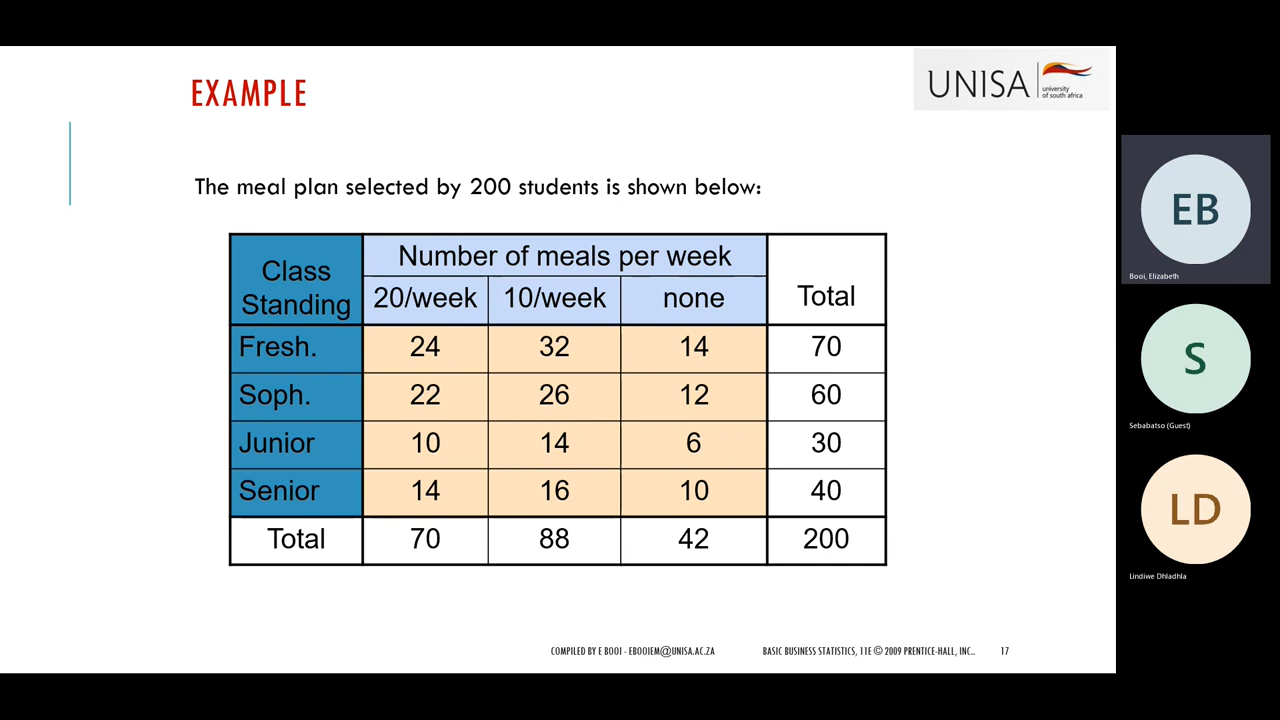 EXAMPLE
UNISA
university
of south africa
The meal plan selected by 200 students is shown below:
Class Standing Number of meals per week Total
20/week 10/week none
Fresh. 24 32 14 70
Soph. 22 26 12 60
Junior 10 14 6 30
Senior 14 16 10 40
Total 70 88 42 200
COMPILED BY E BOOI - EBOOIEM@UNISA.AC.ZA BASIC BUSINESS STATISTICS, 11E © 2009 PRENTICE-HALL, INC.. 17
EB
Booi, Elizabeth
S
Sebabatso (Guest)
LD
Lindiwe Dhladhla